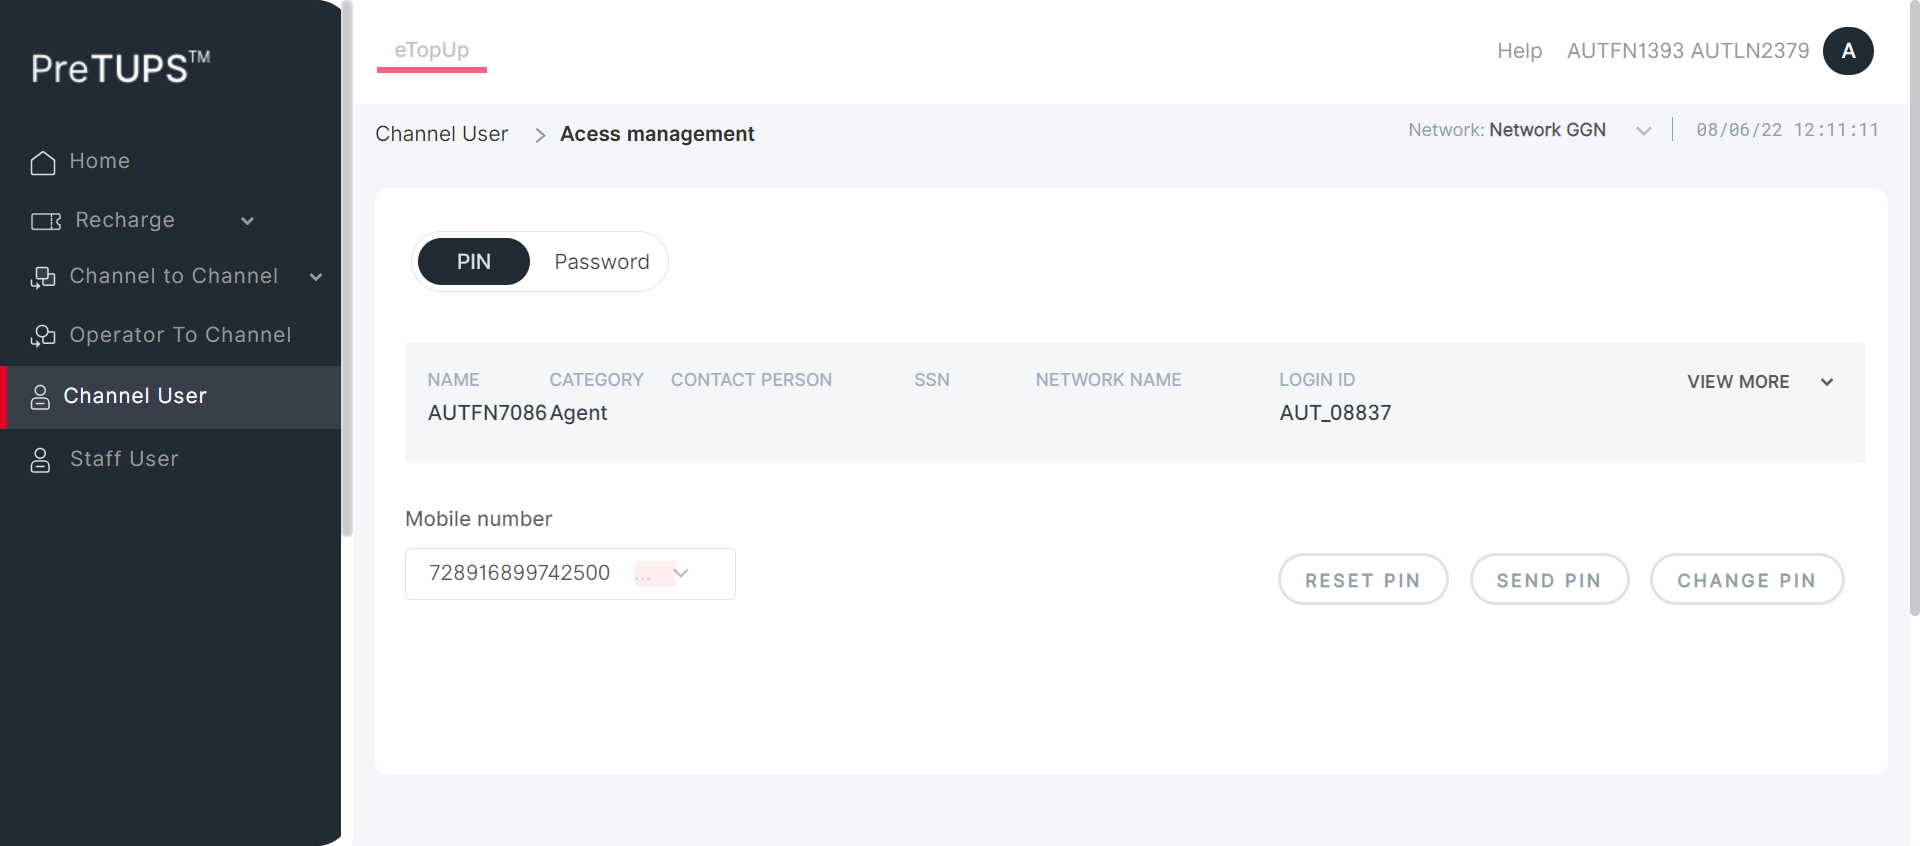 PreTUPS™
Home
Recharge
Channel to Channel
Operator To Channel
Channel User
Staff User
eTopUp
Help AUTFN1393 AUTLN2379 A
Channel User > Acess management
Network: Network GGN 08/06/22 12:11:11
PIN Password
NAME CATEGORY CONTACT PERSON SSN NETWORK NAME LOGIN ID VIEW MORE
AUTFN7086 Agent AUT_08837
Mobile number
728916899742500 ...
RESET PIN SEND PIN CHANGE PIN